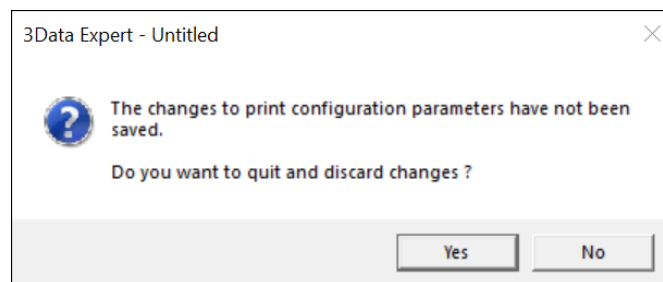 3Data Expert - Untitled
The changes to print configuration parameters have not been
saved.
Do you want to quit and discard changes ?
Yes
No